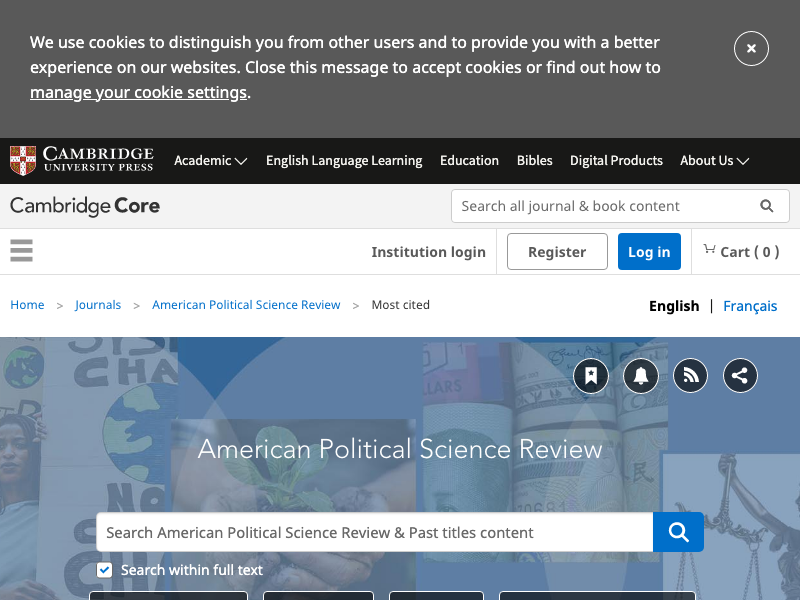 We use cookies to distinguish you from other users and to provide you with a better
experience on our websites. Close this message to accept cookies or find out how to
manage your cookie settings.
CAMBRIDGE
UNIVERSITY PRESS
Academic
English Language Learning
Education
Bibles
Digital Products
About Us
Cambridge Core
Search all journal & book content
Institution login
Register
Log in
Cart ( 0 )
Home > Journals > American Political Science Review > Most cited
English | Français
American Political Science Review
Search American Political Science Review & Past titles content
Search within full text